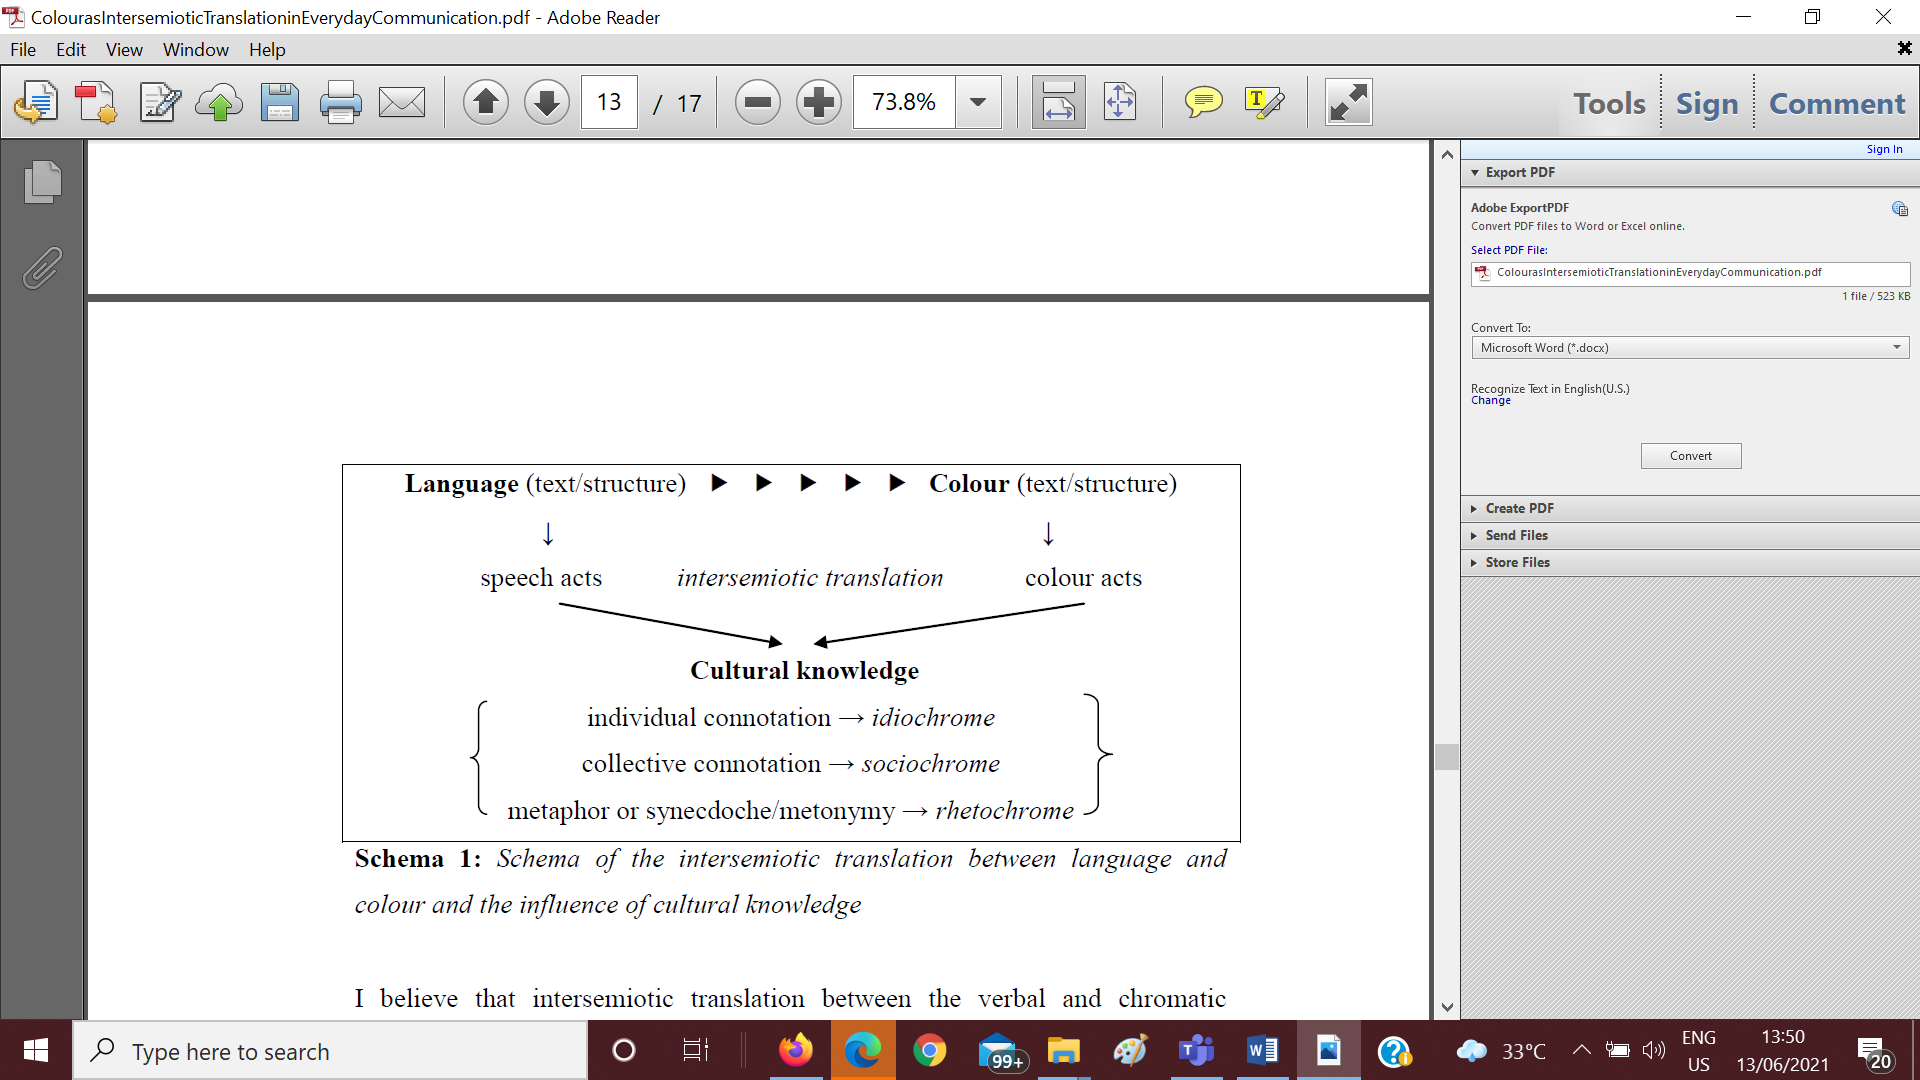 ColourasIntersemioticTranslationinEverydayCommunication.pdf - Adobe Reader
File Edit View Window Help
13 / 17 73.8% Tools Sign Comment
Sign In
Export PDF
Adobe ExportPDF
Convert PDF files to Word or Excel online.
Select PDF File:
ColourasIntersemioticTranslationinEverydayCommunication.pdf
1 file / 523 KB
Convert To:
Microsoft Word (*.docx)
Recognize Text in English(U.S.)
Change
Convert
Create PDF
Send Files
Store Files
Language (text/structure) ► ► ► ► ► Colour (text/structure)
↓ ↓
speech acts intersemiotic translation colour acts
Cultural knowledge
individual connotation → idiochrome
collective connotation → sociochrome
metaphor or synecdoche/metonymy → rhetochrome
Schema 1: Schema of the intersemiotic translation between language and
colour and the influence of cultural knowledge
I believe that intersemiotic translation between the verbal and chromatic
Type here to search
99+
33°C
ENG
US
13:50
13/06/2021
20